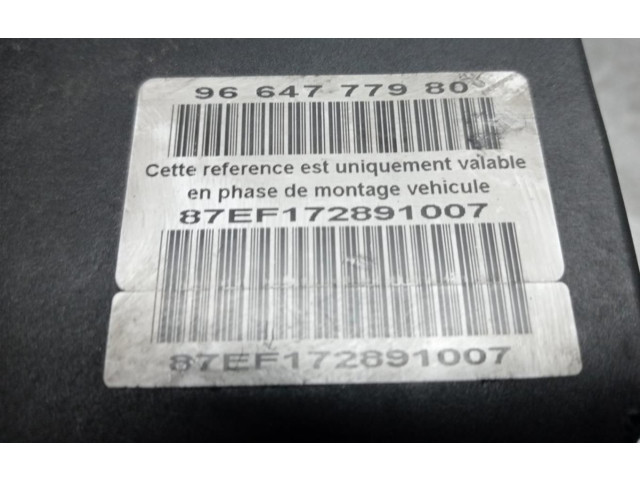 96 647 779 80
Cette reference est uniquement valable
en phase de montage vehicule
87EF172891007
87EF172891007